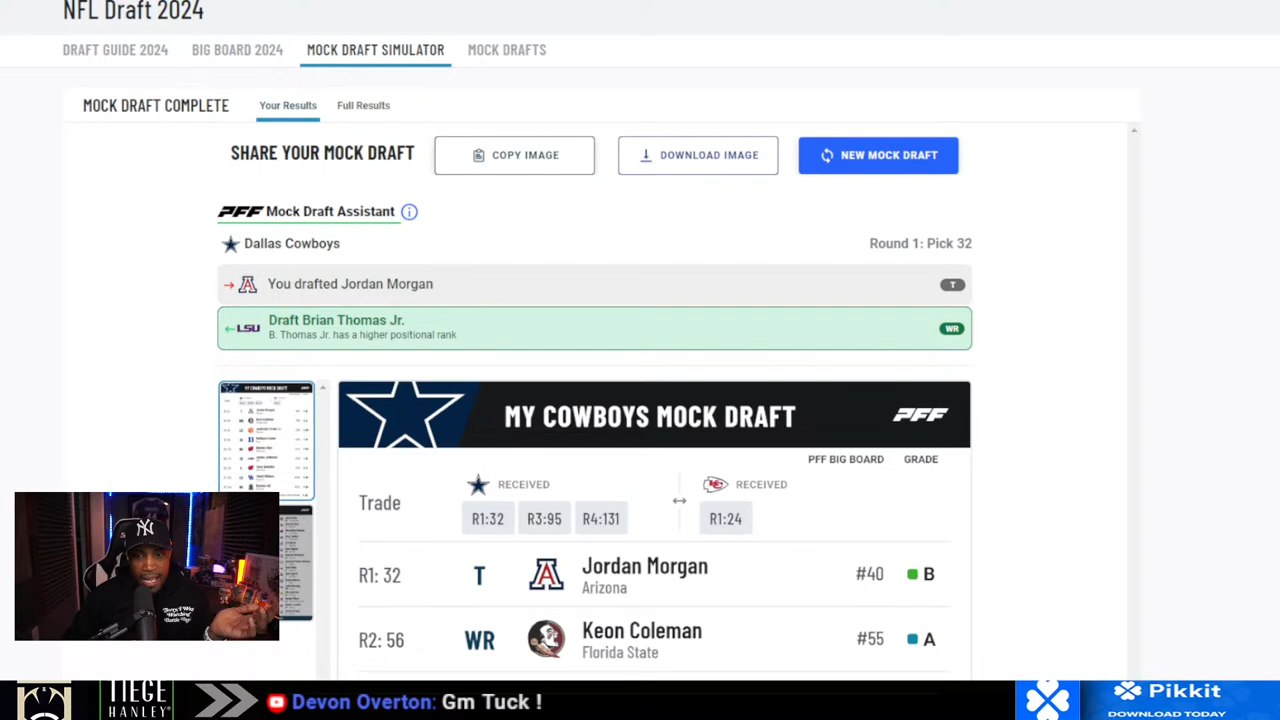 NFL Draft 2024
DRAFT GUIDE 2024 BIG BOARD 2024 MOCK DRAFT SIMULATOR MOCK DRAFTS
MOCK DRAFT COMPLETE Your Results Full Results
SHARE YOUR MOCK DRAFT COPY IMAGE DOWNLOAD IMAGE NEW MOCK DRAFT
PFF Mock Draft Assistant i
Dallas Cowboys Round 1: Pick 32
You drafted Jordan Morgan T
LSU Draft Brian Thomas Jr. WR
B. Thomas Jr. has a higher positional rank
MY COWBOYS MOCK DRAFT PFF
PFF BIG BOARD GRADE
RECEIVED RECEIVED
Trade R1:32 R3:95 R4:131 R1:24
R1: 32 T A Jordan Morgan #40 B
Arizona
R2: 56 WR Keon Coleman #55 A
Florida State
TIEGE
HANLEY
Devon Overton: Gm Tuck !
Pikkit
DOWNLOAD TODAY